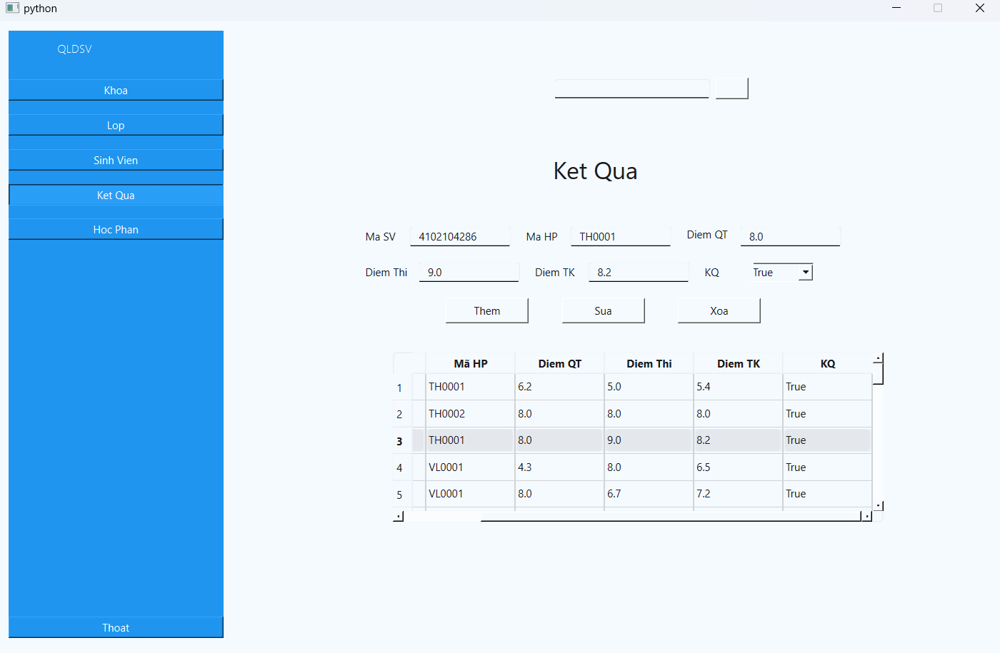 python
QLDSV
Khoa
Lop
Sinh Vien
Ket Qua
Hoc Phan
Thoat
Ket Qua
Ma SV 4102104286 Ma HP TH0001 Diem QT 8.0
Diem Thi 9.0 Diem TK 8.2 KQ True
Them Sua Xoa
Mã HP Diem QT Diem Thi Diem TK KQ
1 TH0001 6.2 5.0 5.4 True
2 TH0002 8.0 8.0 8.0 True
3 TH0001 8.0 9.0 8.2 True
4 VL0001 4.3 8.0 6.5 True
5 VL0001 8.0 6.7 7.2 True